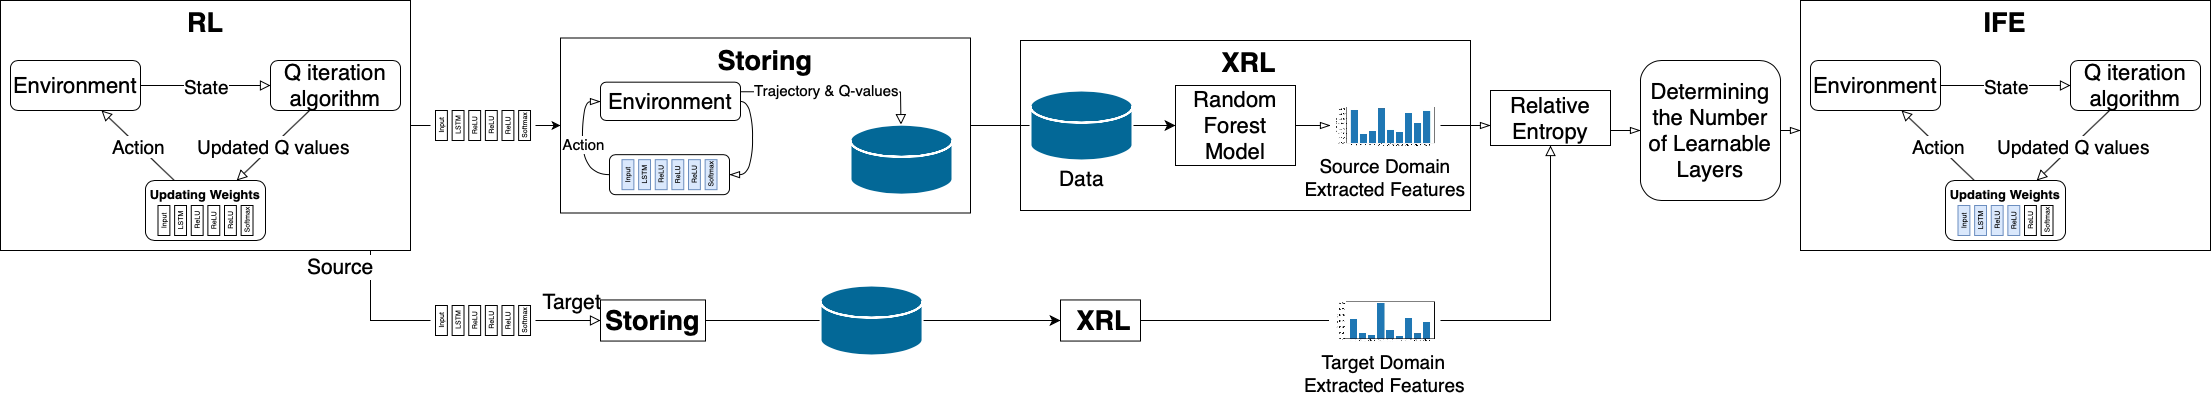 RL
Environment
State
Q iteration
algorithm
Action
Updated Q values
Updating Weights
Input
LSTM
ReLU
ReLU
ReLU
Softmax
Source
Input
LSTM
ReLU
ReLU
ReLU
Softmax
Storing
Environment
Trajectory & Q-values
Action
Input
LSTM
ReLU
ReLU
ReLU
Softmax
XRL
Data
Random
Forest
Model
Source Domain
Extracted Features
Relative
Entropy
Determining
the Number
of Learnable
Layers
IFE
Environment
State
Q iteration
algorithm
Action
Updated Q values
Updating Weights
Input
LSTM
ReLU
ReLU
ReLU
Softmax
Input
LSTM
ReLU
ReLU
ReLU
Softmax
Target
Storing
XRL
Target Domain
Extracted Features